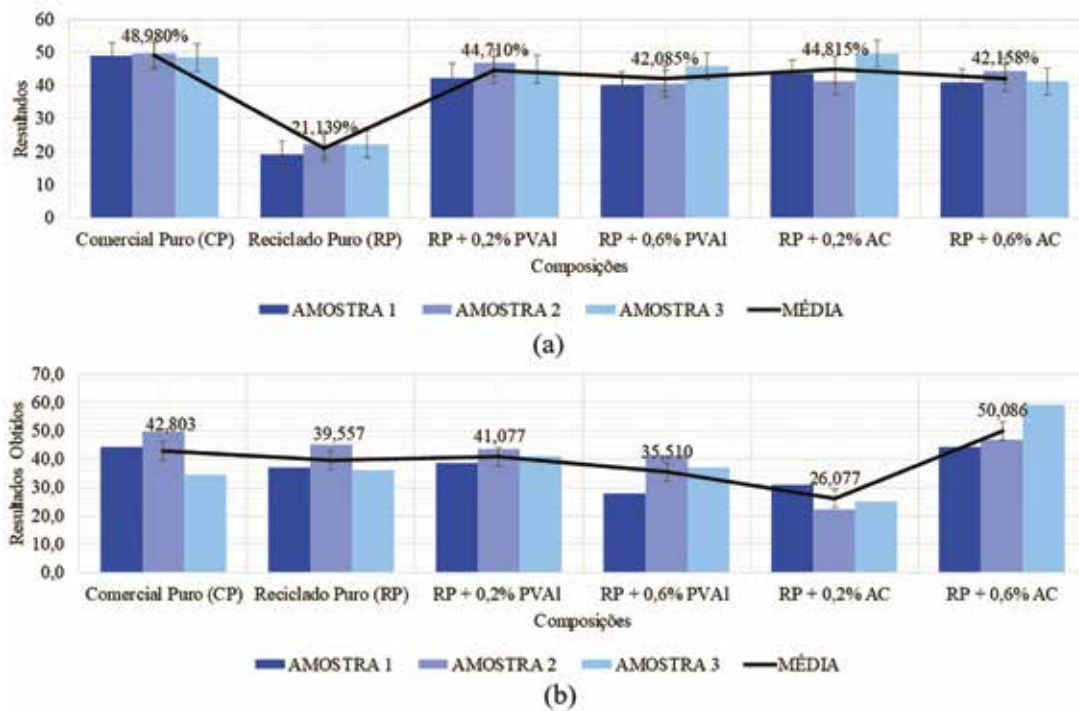 60
50
40
30
20
10
0
Resultados
48,980%
21,139%
44,710%
42,085%
44,815%
42,158%
Comercial Puro (CP)
Reciclado Puro (RP)
RP + 0,2% PVAl
RP + 0,6% PVAl
RP + 0,2% AC
RP + 0,6% AC
Composições
AMOSTRA 1
AMOSTRA 2
AMOSTRA 3
MÉDIA
(a)
70,0
60,0
50,0
40,0
30,0
20,0
10,0
0,0
Resultados Obtidos
42,803
39,557
41,077
35,510
26,077
50,086
Comercial Puro (CP)
Reciclado Puro (RP)
RP + 0,2% PVAl
RP + 0,6% PVAl
RP + 0,2% AC
RP + 0,6% AC
Composições
AMOSTRA 1
AMOSTRA 2
AMOSTRA 3
MÉDIA
(b)